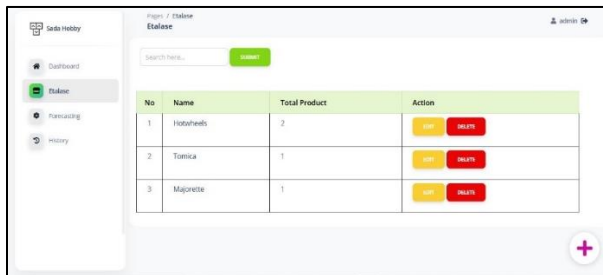 Sada Hobby
Dashboard
Etalase
Forecasting
History
Pages / Etalase
Etalase
admin
Search here...
SUBMIT
No Name Total Product Action
1 Hotwheels 2 EDIT DELETE
2 Tomica 1 EDIT DELETE
3 Majorette 1 EDIT DELETE